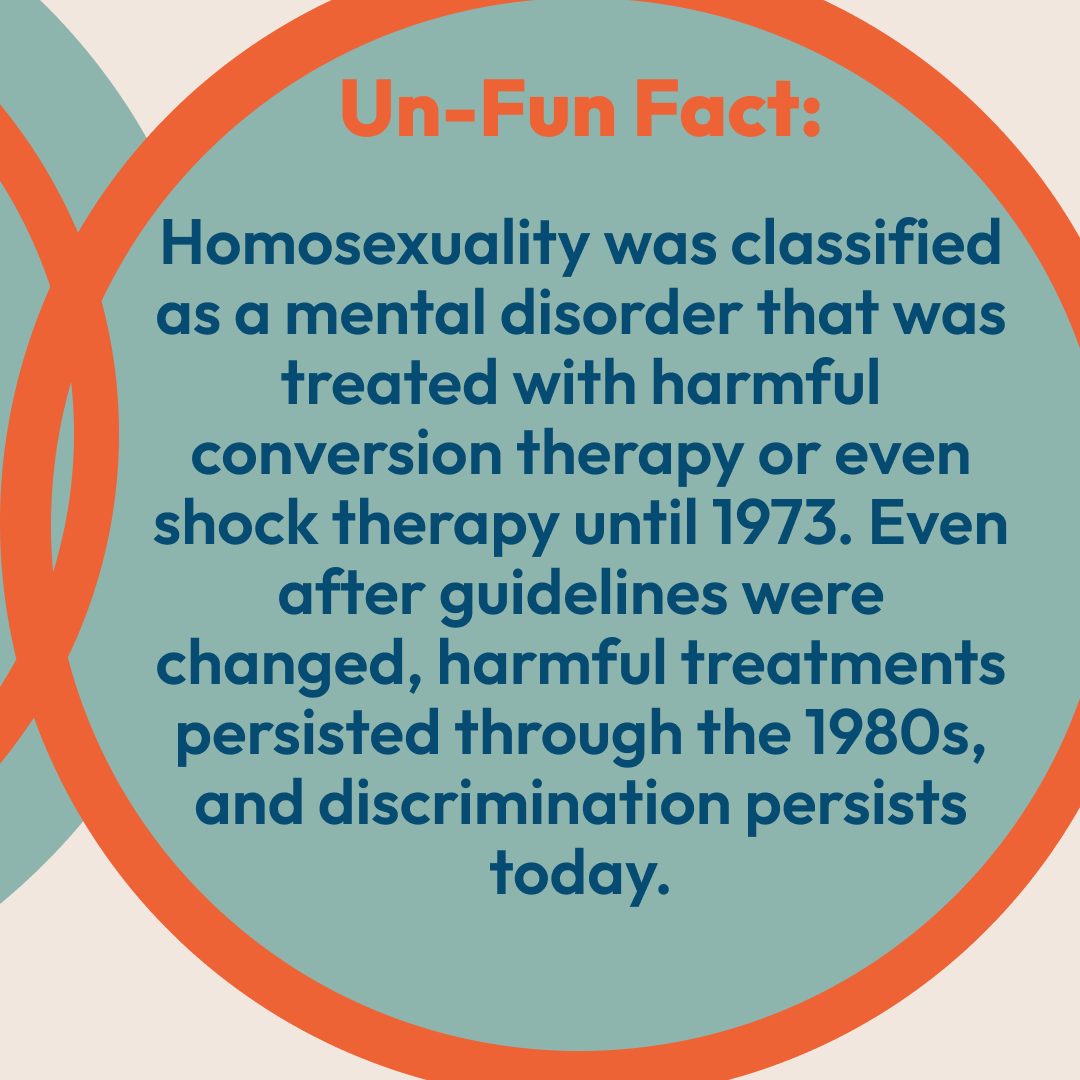 Un-Fun Fact:
Homosexuality was classified
as a mental disorder that was
treated with harmful
conversion therapy or even
shock therapy until 1973. Even
after guidelines were
changed, harmful treatments
persisted through the 1980s,
and discrimination persists
today.